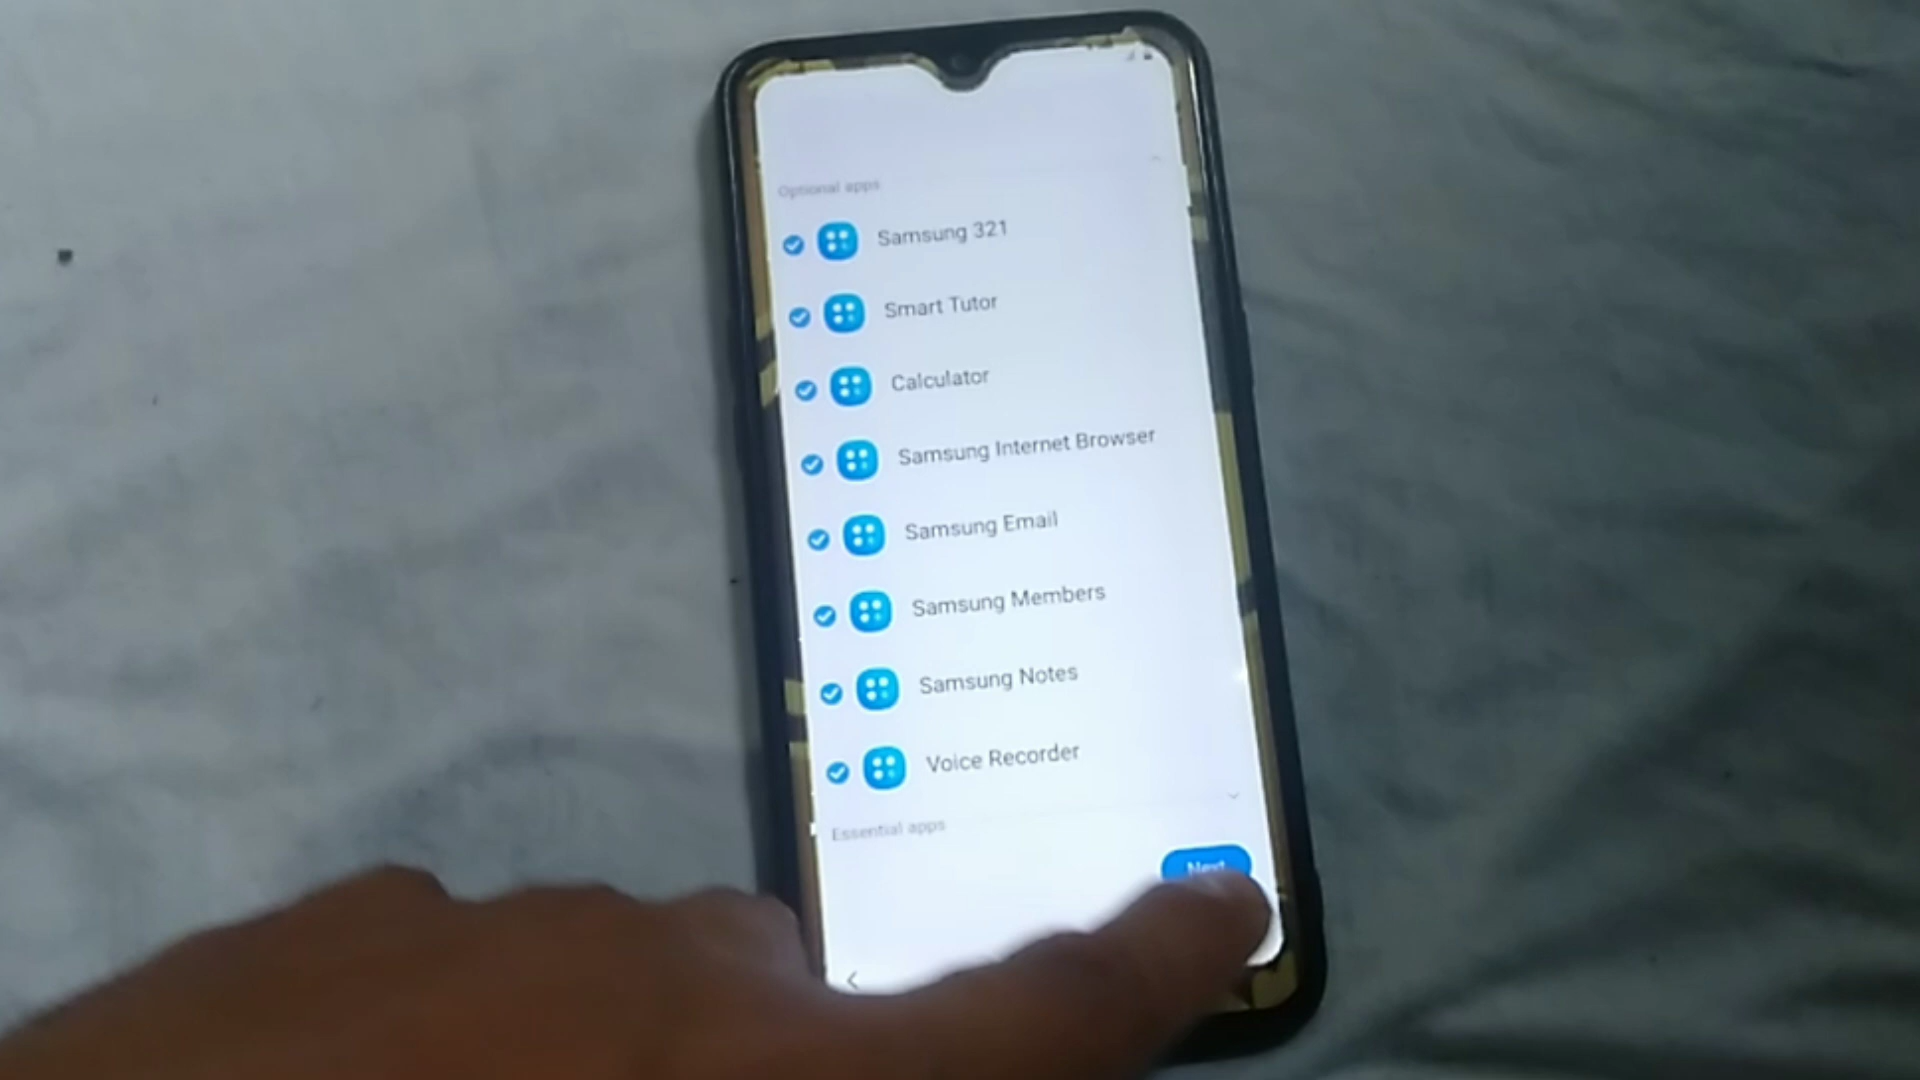 Optional apps
Samsung 321
Smart Tutor
Calculator
Samsung Internet Browser
Samsung Email
Samsung Members
Samsung Notes
Voice Recorder
Essential apps
Next